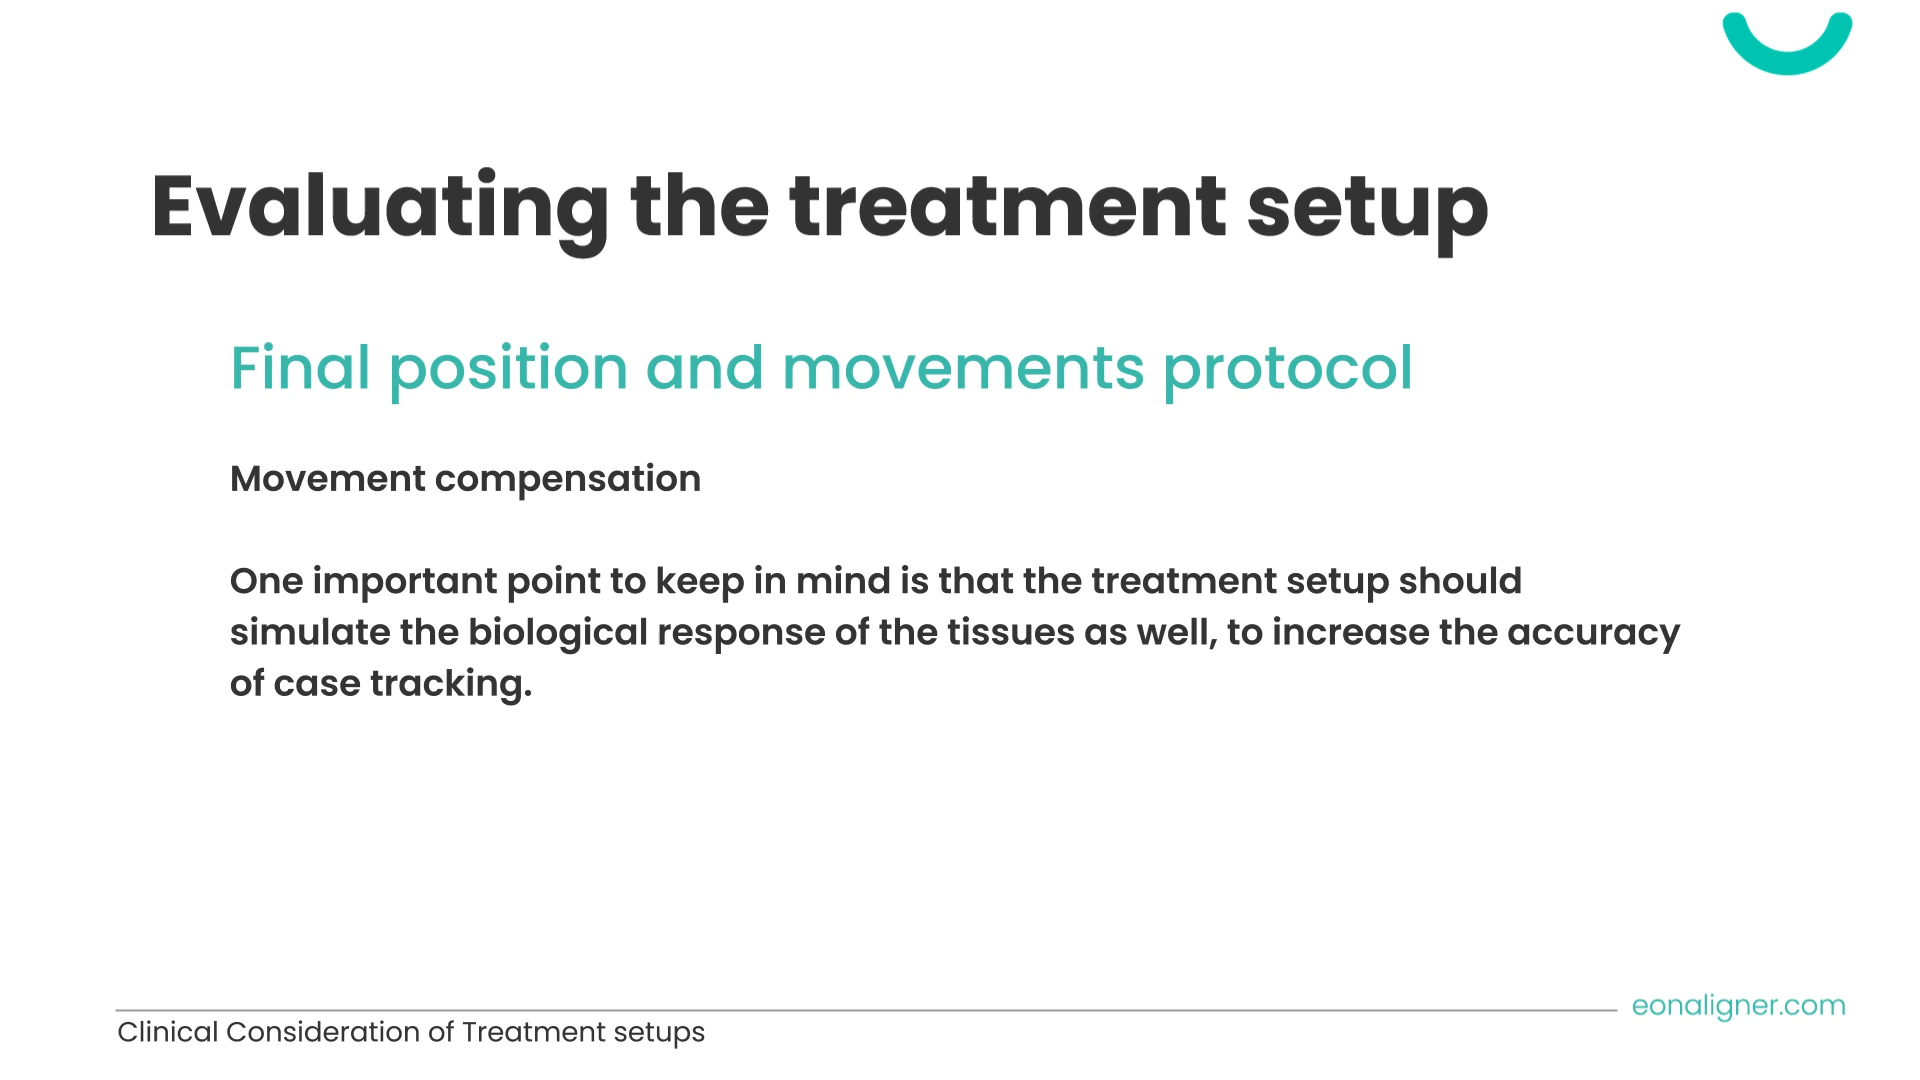 Evaluating the treatment setup
Final position and movements protocol
Movement compensation
One important point to keep in mind is that the treatment setup should
simulate the biological response of the tissues as well, to increase the accuracy
of case tracking.
eonaligner.com
Clinical Consideration of Treatment setups